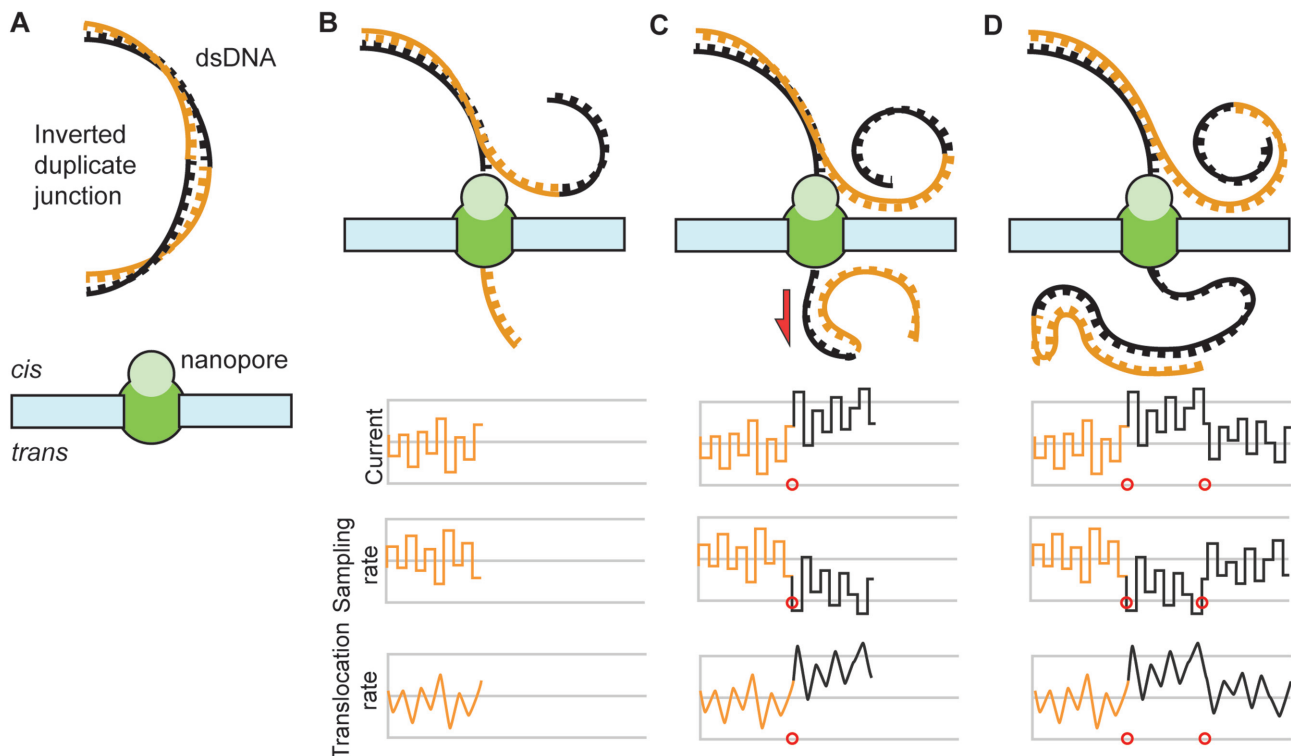 A
B
C
D
dsDNA
Inverted
duplicate
junction
cis
nanopore
trans
Current
Sampling
rate
Translocation
rate